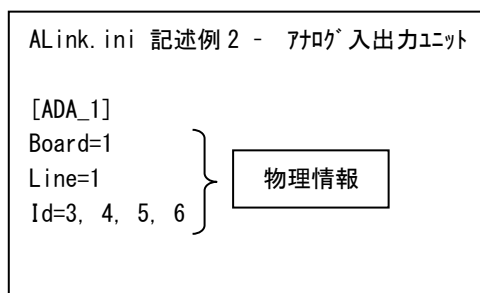 ALink.ini 記述例 2 - ｱﾅﾛｸﾞ入出力ﾕﾆｯﾄ
[ADA_1]
Board=1
Line=1
Id=3, 4, 5, 6
物理情報